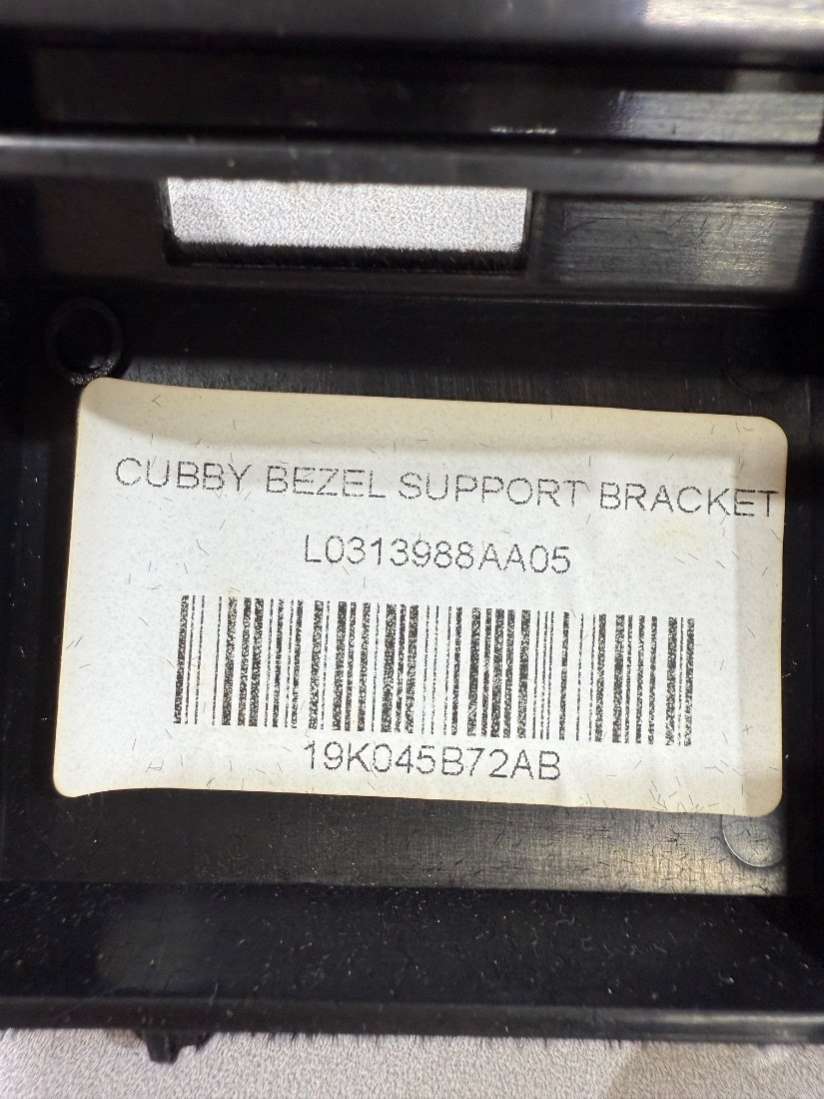 CUBBY BEZEL SUPPORT BRACKET
L0313988AA05
19K045B72AB